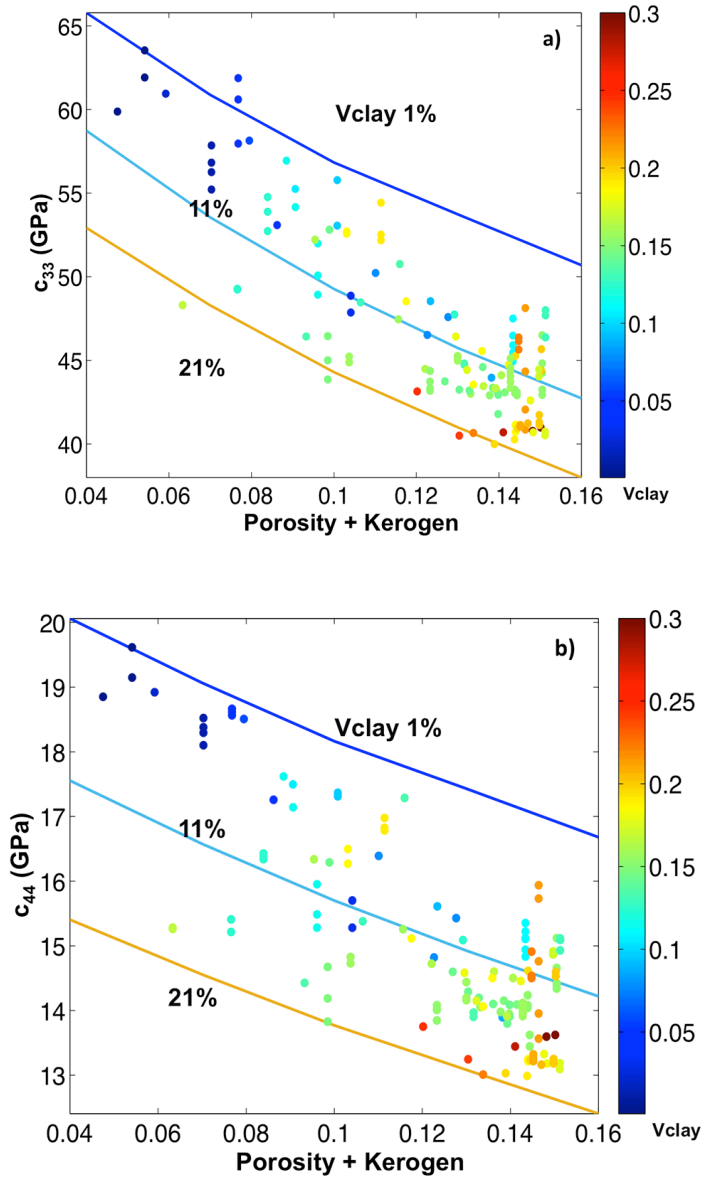 a)
65
60
55
50
45
40
c33 (GPa)
Vclay 1%
11%
21%
0.04 0.06 0.08 0.1 0.12 0.14 0.16
Porosity + Kerogen
0.3
0.25
0.2
0.15
0.1
0.05
Vclay
b)
20
19
18
17
16
15
14
13
c44 (GPa)
Vclay 1%
11%
21%
0.04 0.06 0.08 0.1 0.12 0.14 0.16
Porosity + Kerogen
0.3
0.25
0.2
0.15
0.1
0.05
Vclay